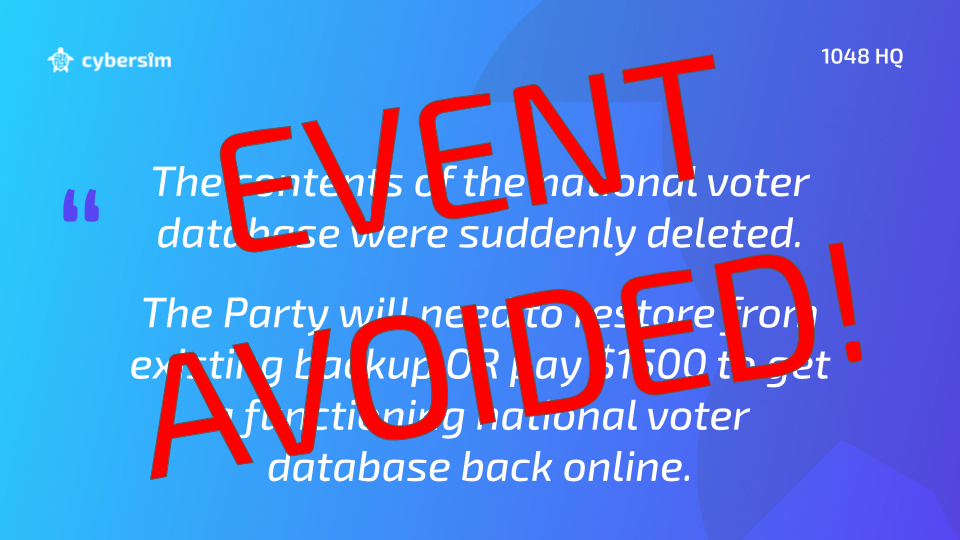 cybersim
1048 HQ
EVENT
AVOIDED!
“
The contents of the national voter
database were suddenly deleted.
The Party will need to restore from
existing backup OR pay $1500 to get
a functioning national voter
database back online.